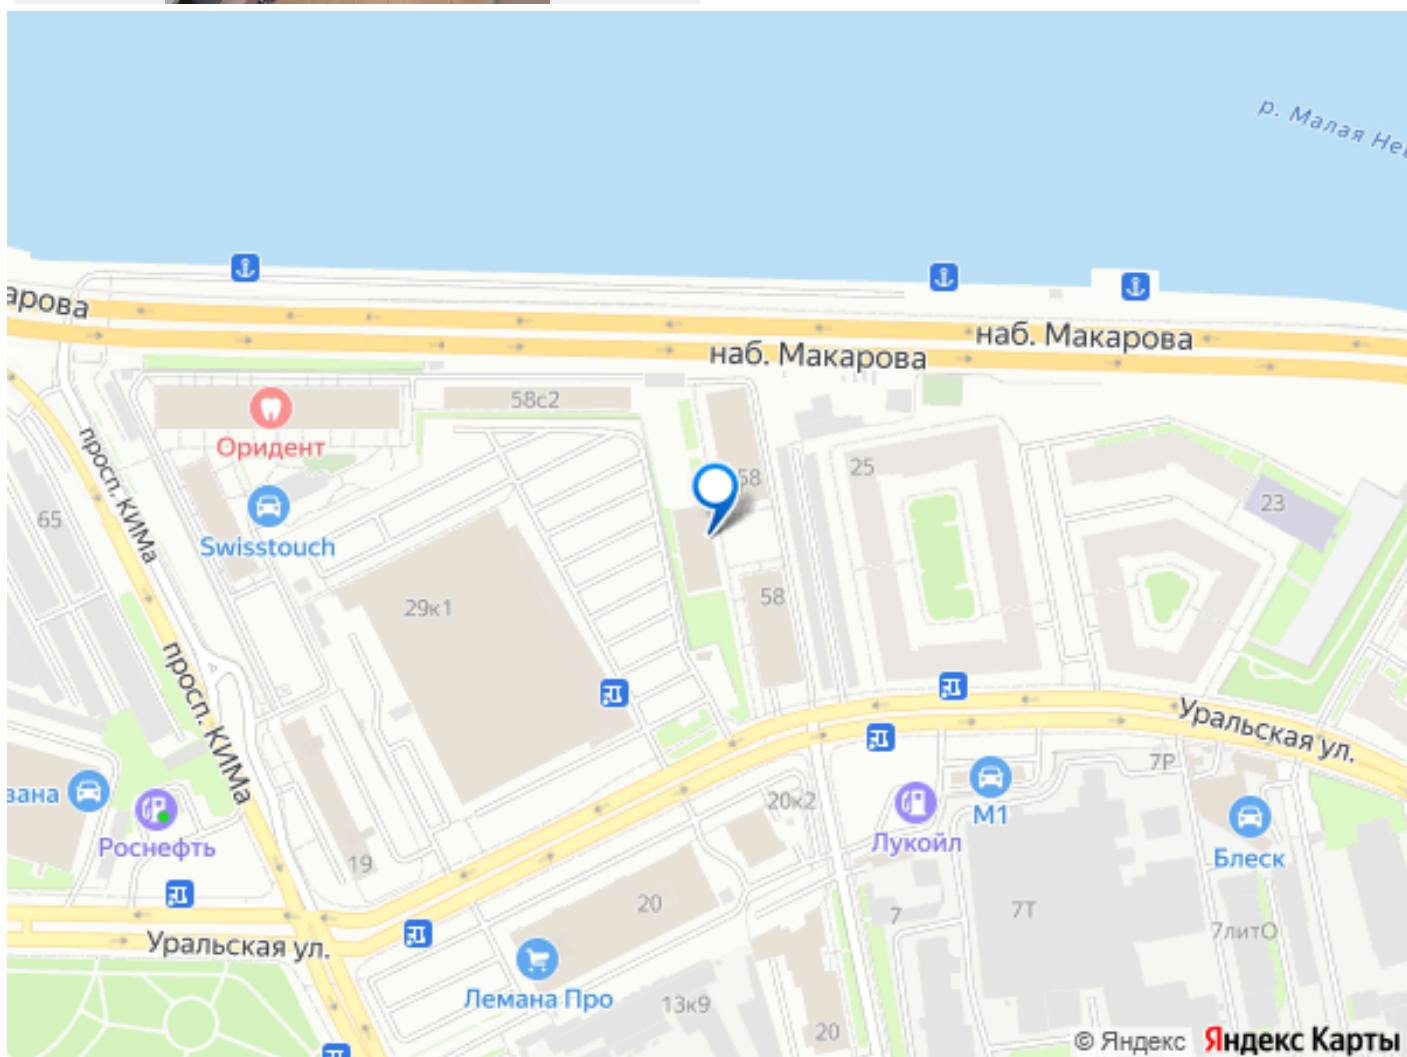 р. Малая Нев
арова
наб. Макарова
наб. Макарова
58с2
Оридент
просп. КИМа
25
58
23
65
Swisstouch
29к1
58
просп. КИМа
Уральская ул.
7Р
зана
20к2
М1
Роснефть
Лукойл
Блеск
19
20
7
7Т
7литО
Уральская ул.
Лемана Про
13к9
20
© Яндекс Яндекс Карты